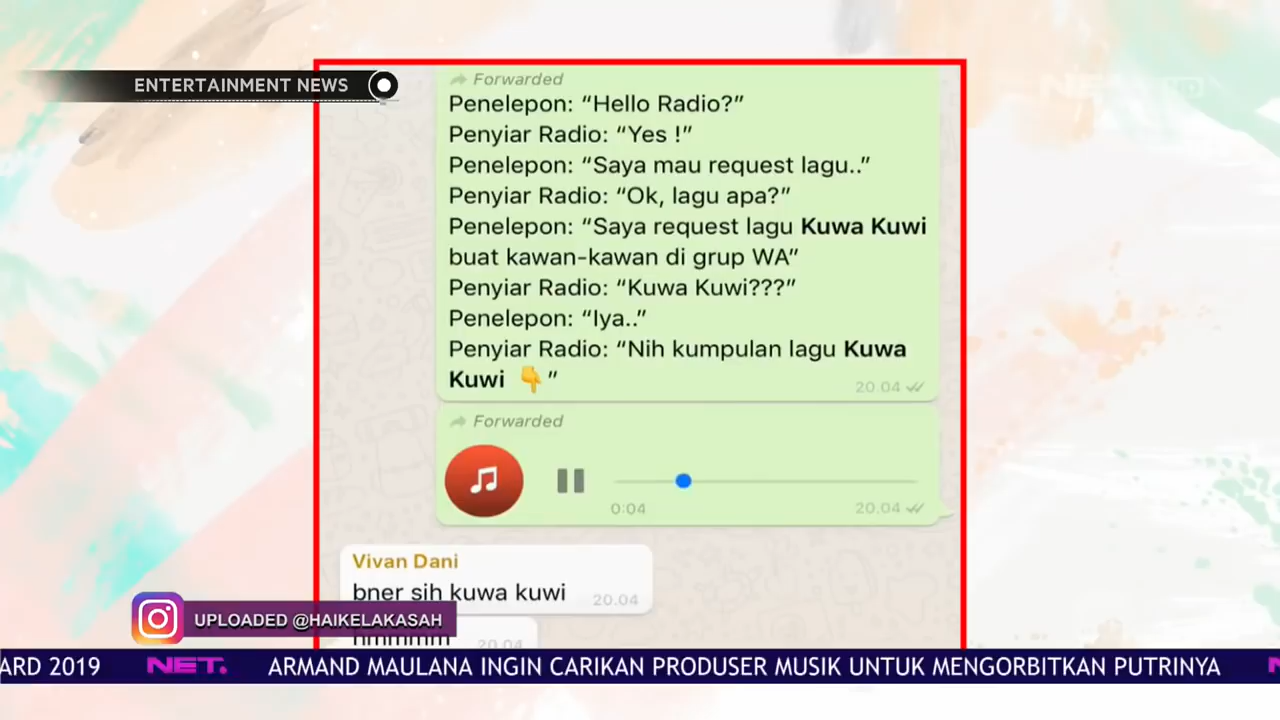 ENTERTAINMENT NEWS
Forwarded
Penelepon: “Hello Radio?”
Penyiar Radio: “Yes !”
Penelepon: “Saya mau request lagu..”
Penyiar Radio: “Ok, lagu apa?”
Penelepon: “Saya request lagu Kuwa Kuwi
buat kawan-kawan di grup WA”
Penyiar Radio: “Kuwa Kuwi???”
Penelepon: “Iya..”
Penyiar Radio: “Nih kumpulan lagu Kuwa
Kuwi 👇”
20.04
Forwarded
0:04
20.04
Vivan Dani
bner sih kuwa kuwi
20.04
UPLOADED @HAIKELAKASAH
hmmmm
20.04
ARD 2019 NET. ARMAND MAULANA INGIN CARIKAN PRODUSER MUSIK UNTUK MENGORBITKAN PUTRINYA